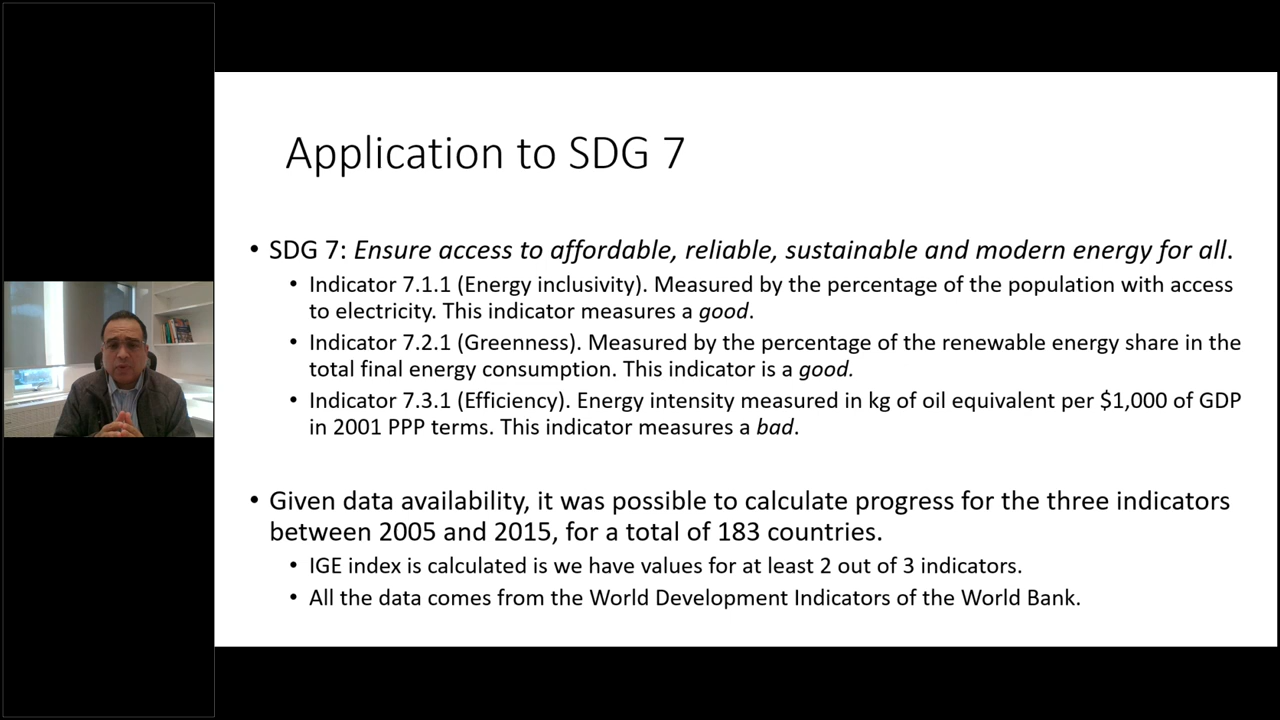 Application to SDG 7
• SDG 7: Ensure access to affordable, reliable, sustainable and modern energy for all.
• Indicator 7.1.1 (Energy inclusivity). Measured by the percentage of the population with access
to electricity. This indicator measures a good.
• Indicator 7.2.1 (Greenness). Measured by the percentage of the renewable energy share in the
total final energy consumption. This indicator is a good.
• Indicator 7.3.1 (Efficiency). Energy intensity measured in kg of oil equivalent per $1,000 of GDP
in 2001 PPP terms. This indicator measures a bad.
• Given data availability, it was possible to calculate progress for the three indicators
between 2005 and 2015, for a total of 183 countries.
• IGE index is calculated is we have values for at least 2 out of 3 indicators.
• All the data comes from the World Development Indicators of the World Bank.